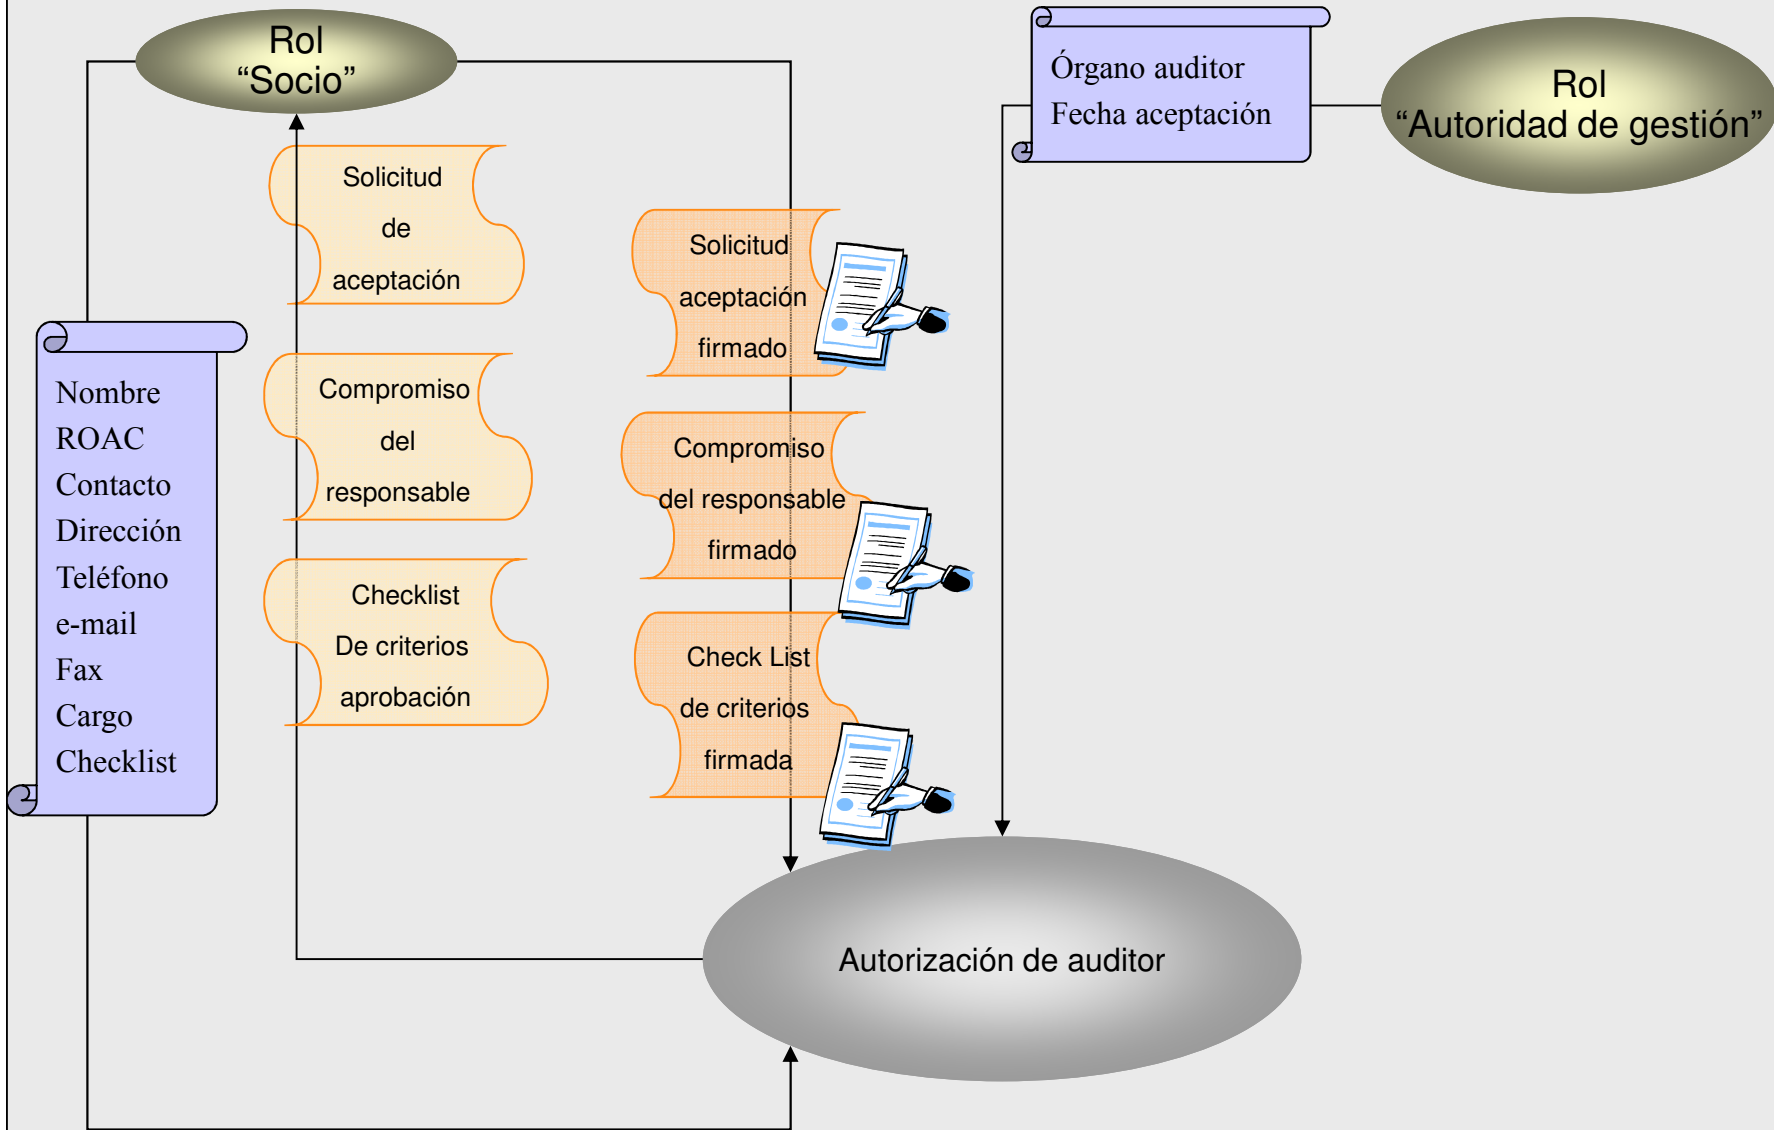 Rol
“Socio”
Órgano auditor
Fecha aceptación
Rol
“Autoridad de gestión”
Solicitud
de
aceptación
Solicitud
aceptación
firmado
Nombre
ROAC
Contacto
Dirección
Teléfono
e-mail
Fax
Cargo
Checklist
Compromiso
del
responsable
Compromiso
del responsable
firmado
Checklist
De criterios
aprobación
Check List
de criterios
firmada
Autorización de auditor